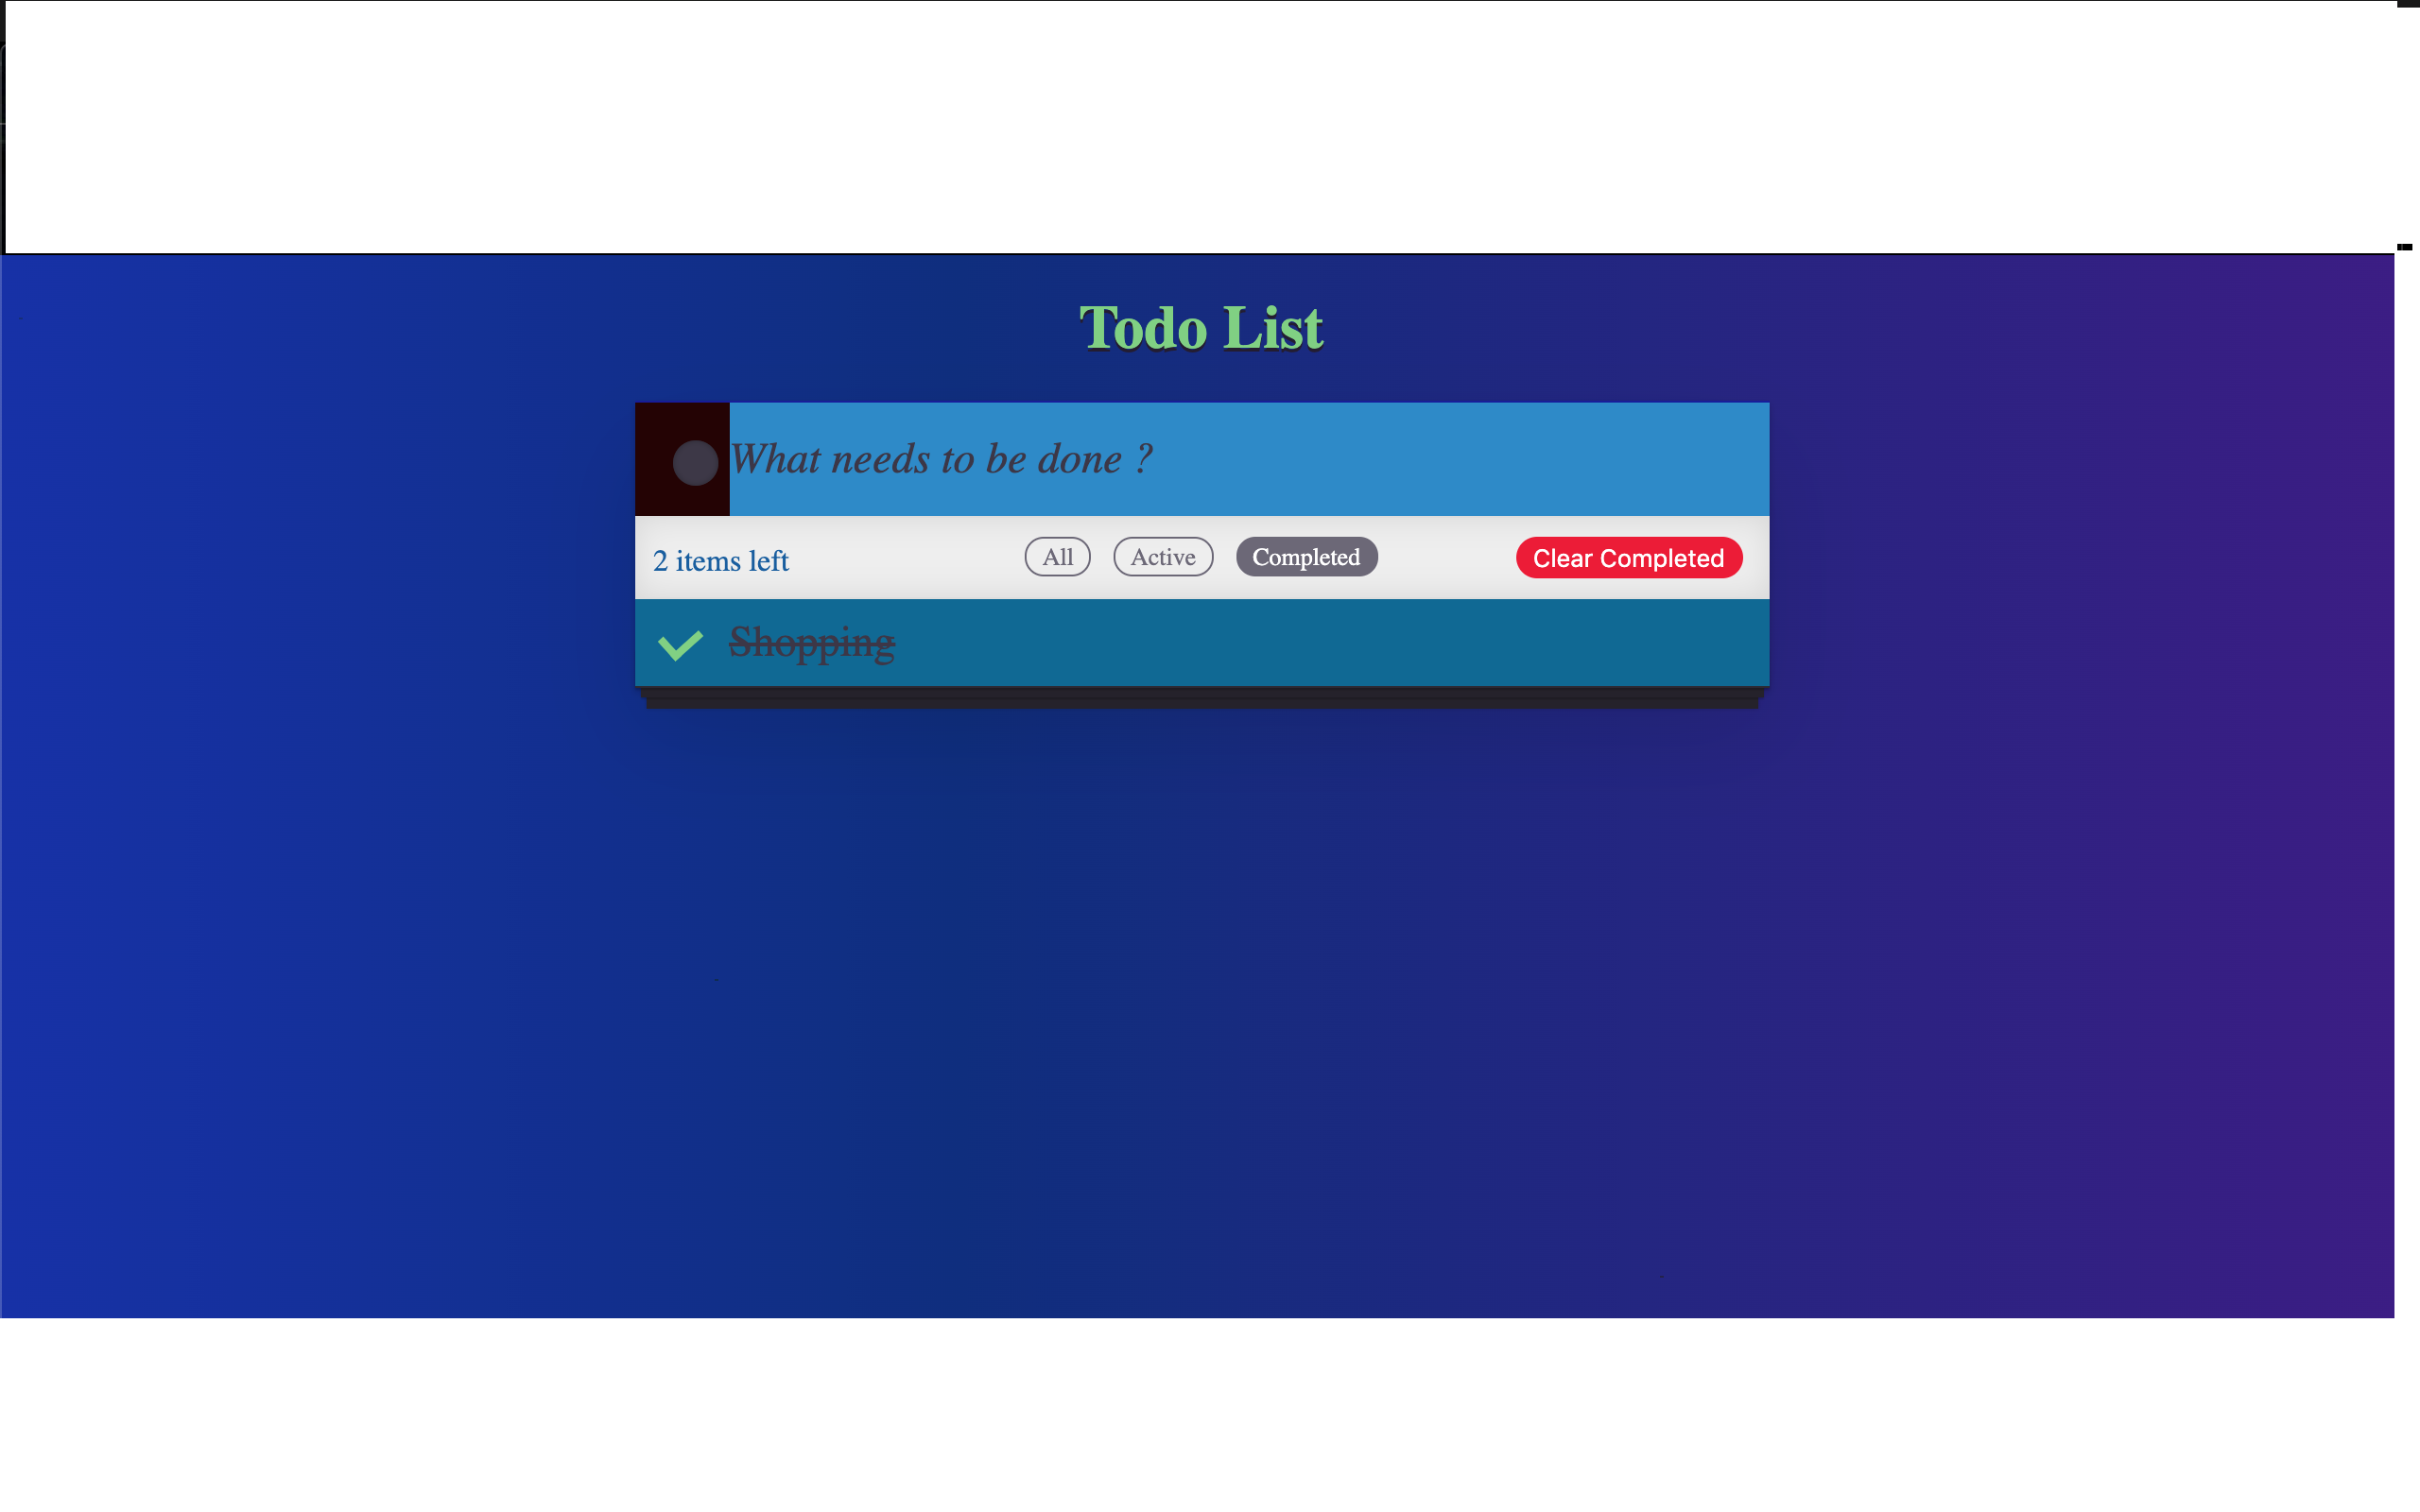 Todo List
What needs to be done ?
2 items left All Active Completed Clear Completed
Shopping